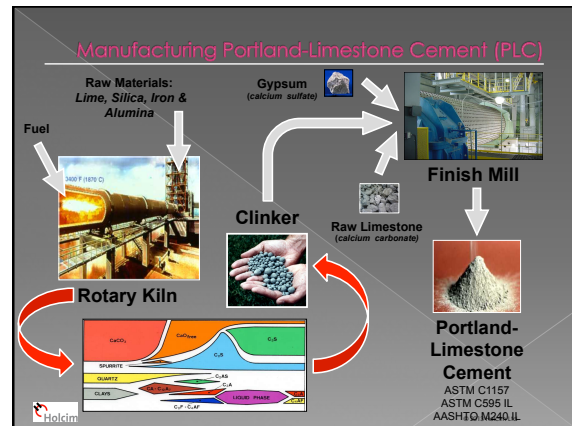 Manufacturing Portland-Limestone Cement (PLC)
Raw Materials:
Lime, Silica, Iron &
Alumina
Fuel
3400 F (1870 C)
Rotary Kiln
Gypsum
(calcium sulfate)
Clinker
Raw Limestone
(calcium carbonate)
Finish Mill
Portland-
Limestone
Cement
ASTM C1157
ASTM C595 IL
AASHTO M240 IL
CaCO₃
SPURRITE
QUARTZ
CLAYS
C₂S
C₃S
C₂AS
C₃A
LIQUID PHASE
Holcim